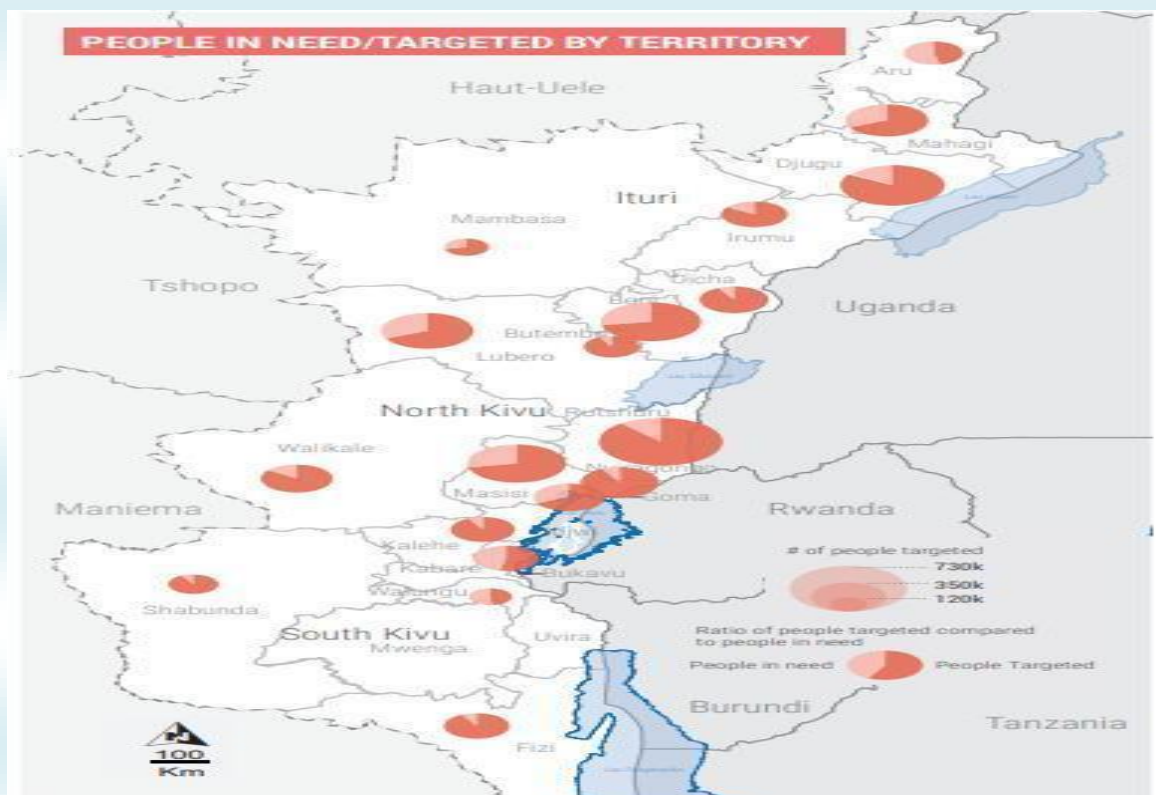 PEOPLE IN NEED/TARGETED BY TERRITORY
Haut-Uele
Aru
Mahagi
Djugu
Ituri
Mambasa
Irumu
Tshopo
Uganda
Butemb
Lubero
North Kivu
Walikale
Masisi
Goma
Maniema
Rwanda
Kalehe
Kabare
Bukavu
Walungu
Shabunda
South Kivu
Uvira
Mwenga
# of people targeted
730k
350k
120k
Ratio of people targeted compared
to people in need
People in need
People Targeted
Burundi
Tanzania
Fizi
N
100
Km